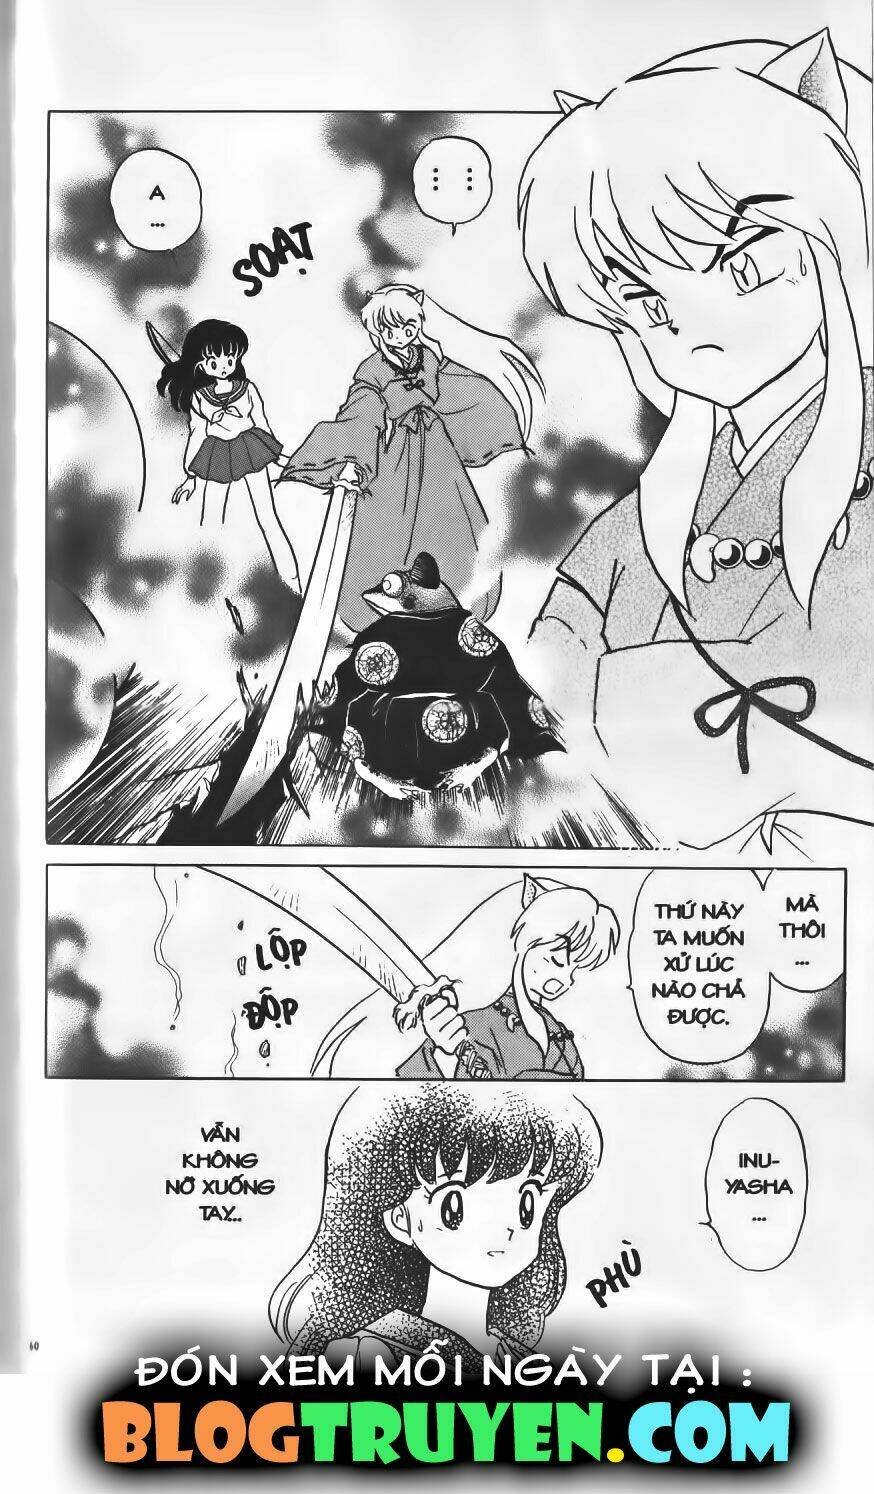 A
...
... ...
SOẠT
MÀ
THÔI
...
THỨ NÀY
TA MUỐN
XỬ LÚC
NÀO CHẢ
ĐƯỢC.
LỘP
ĐỘP
INU-
YASHA
...
VẪN
KHÔNG
NỠ XUỐNG
TAY...
PHÙ
60
ĐÓN XEM MỖI NGÀY TẠI :
BLOGTRUYEN.COM